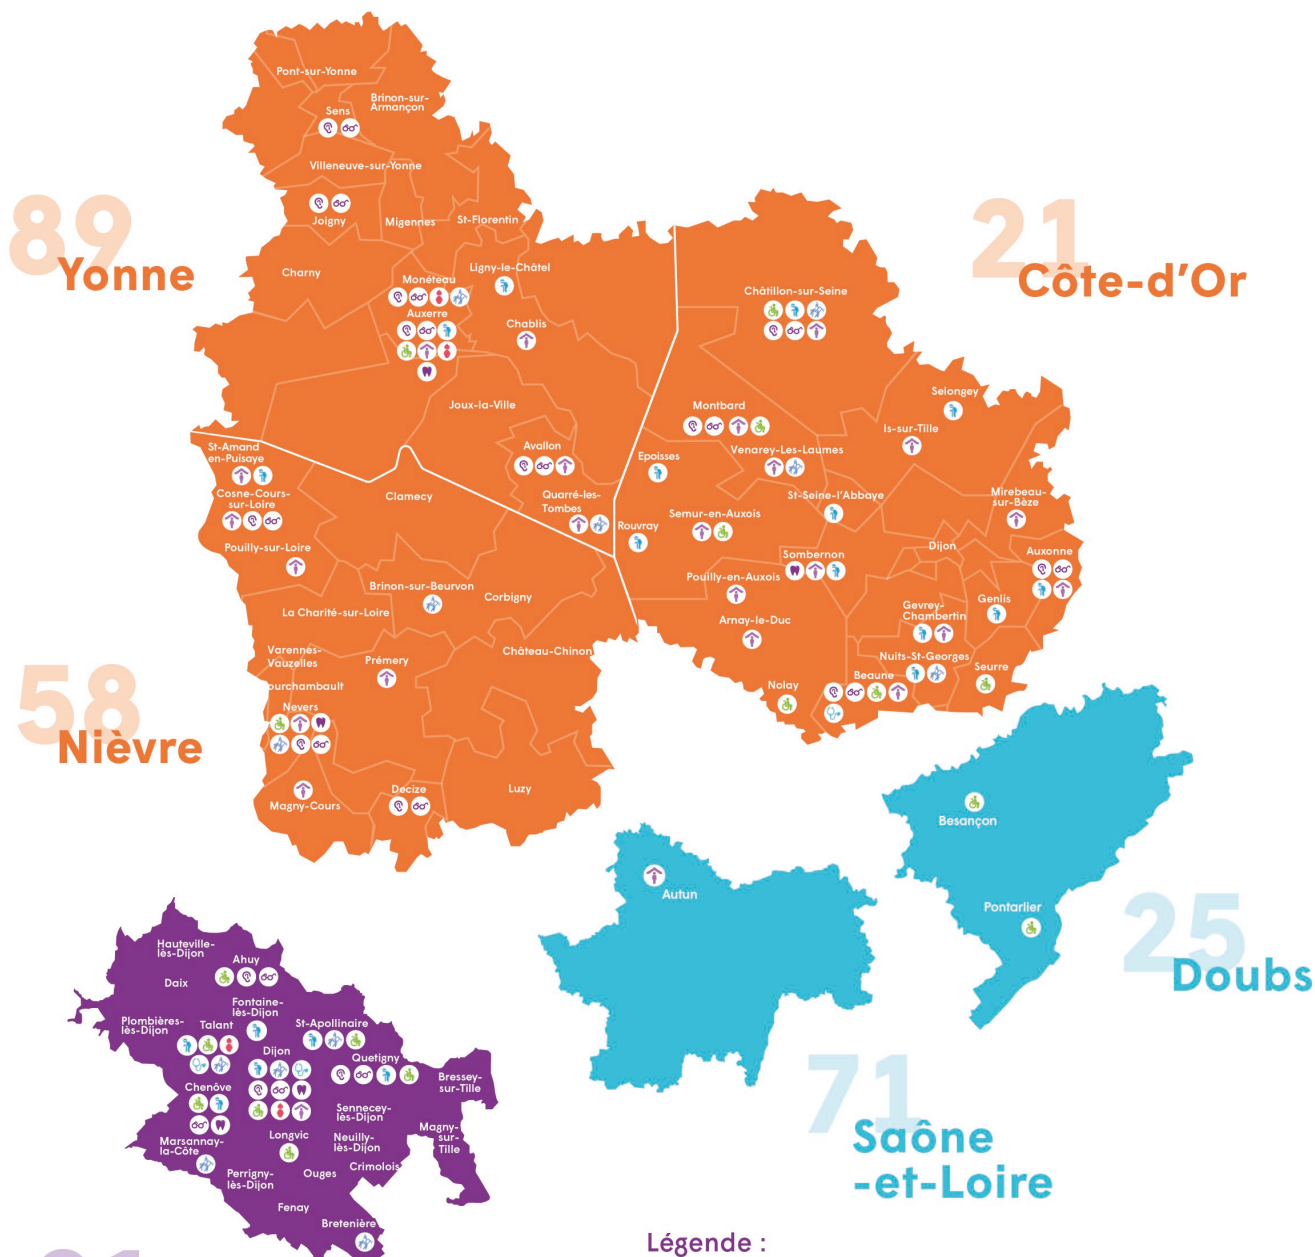 Pont-sur-Yonne
Brinon-sur-
Armançon
Sens
Villeneuve-sur-Yonne
Joigny
Migennes
St-Florentin
89
Yonne
Charny
Monéteau
Ligny-le-Châtel
Auxerre
Chablis
Joux-la-Ville
Avallon
Quarré-les-
Tombes
21
Côte-d'Or
Châtillon-sur-Seine
Selongey
Montbard
Is-sur-Tille
Epoisses
Venarey-Les-Laumes
St-Seine-l'Abbaye
Mirebeau-
sur-Bèze
Rouvray
Semur-en-Auxois
Dijon
Auxonne
Sombernon
Pouilly-en-Auxois
Genlis
Gevrey-
Chambertin
Arnay-le-Duc
Nuits-St-Georges
Seurre
Beaune
Nolay
St-Amand
en-Puisaye
Clamecy
Cosne-Cours-
sur-Loire
Pouilly-sur-Loire
Brinon-sur-Beurvon
Corbigny
La Charité-sur-Loire
Château-Chinon
Varennes-
Vauzelles
Prémery
ourchambault
58
Nièvre
Nevers
Magny-Cours
Decize
Luzy
Besançon
Pontarlier
25
Doubs
Autun
71
Saône
-et-Loire
Hauteville-
lès-Dijon
Ahuy
Daix
Fontaine-
lès-Dijon
Plombières-
lès-Dijon
Talant
St-Apollinaire
Dijon
Quetigny
Bressey-
sur-Tille
Chenôve
Sennecey-
lès-Dijon
Magny-
sur-
Tille
Marsannay-
la-Côte
Longvic
Neuilly-
lès-Dijon
Crimolois
Perrigny-
lès-Dijon
Ouges
Fenay
Bretenière
Légende :